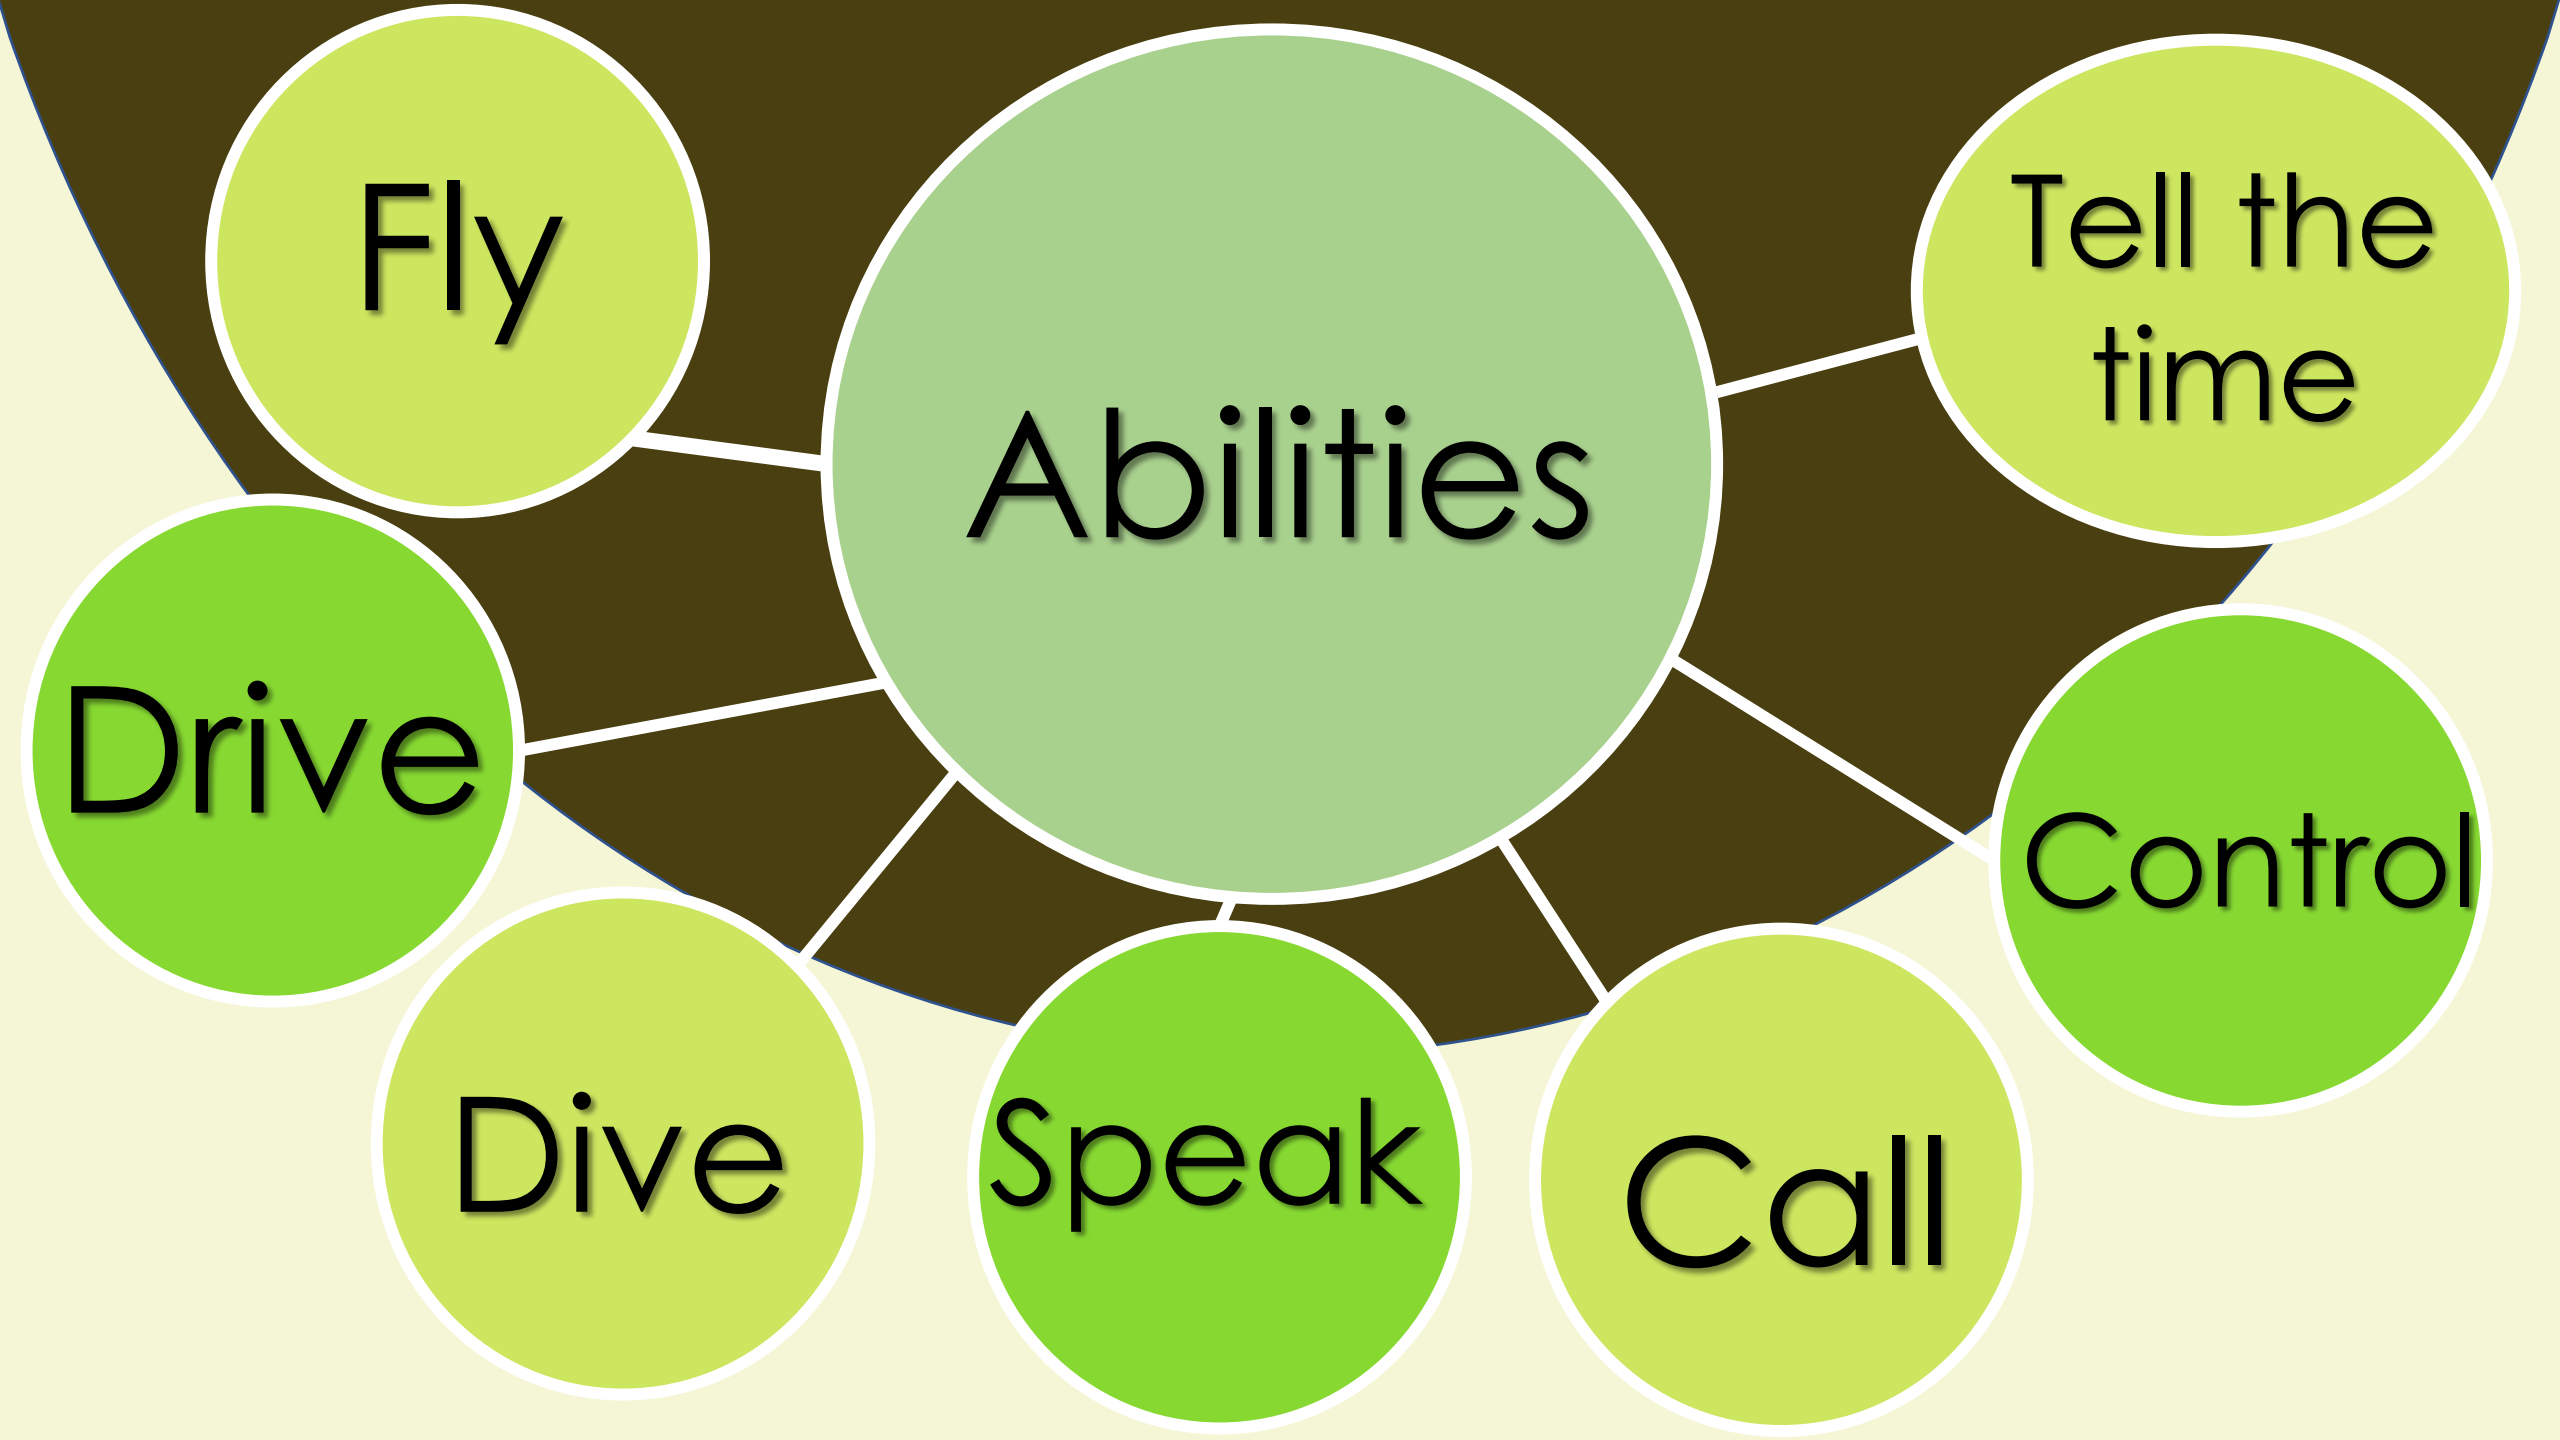 Fly
Abilities
Tell the
time
Drive
Control
Dive
Speak
Call